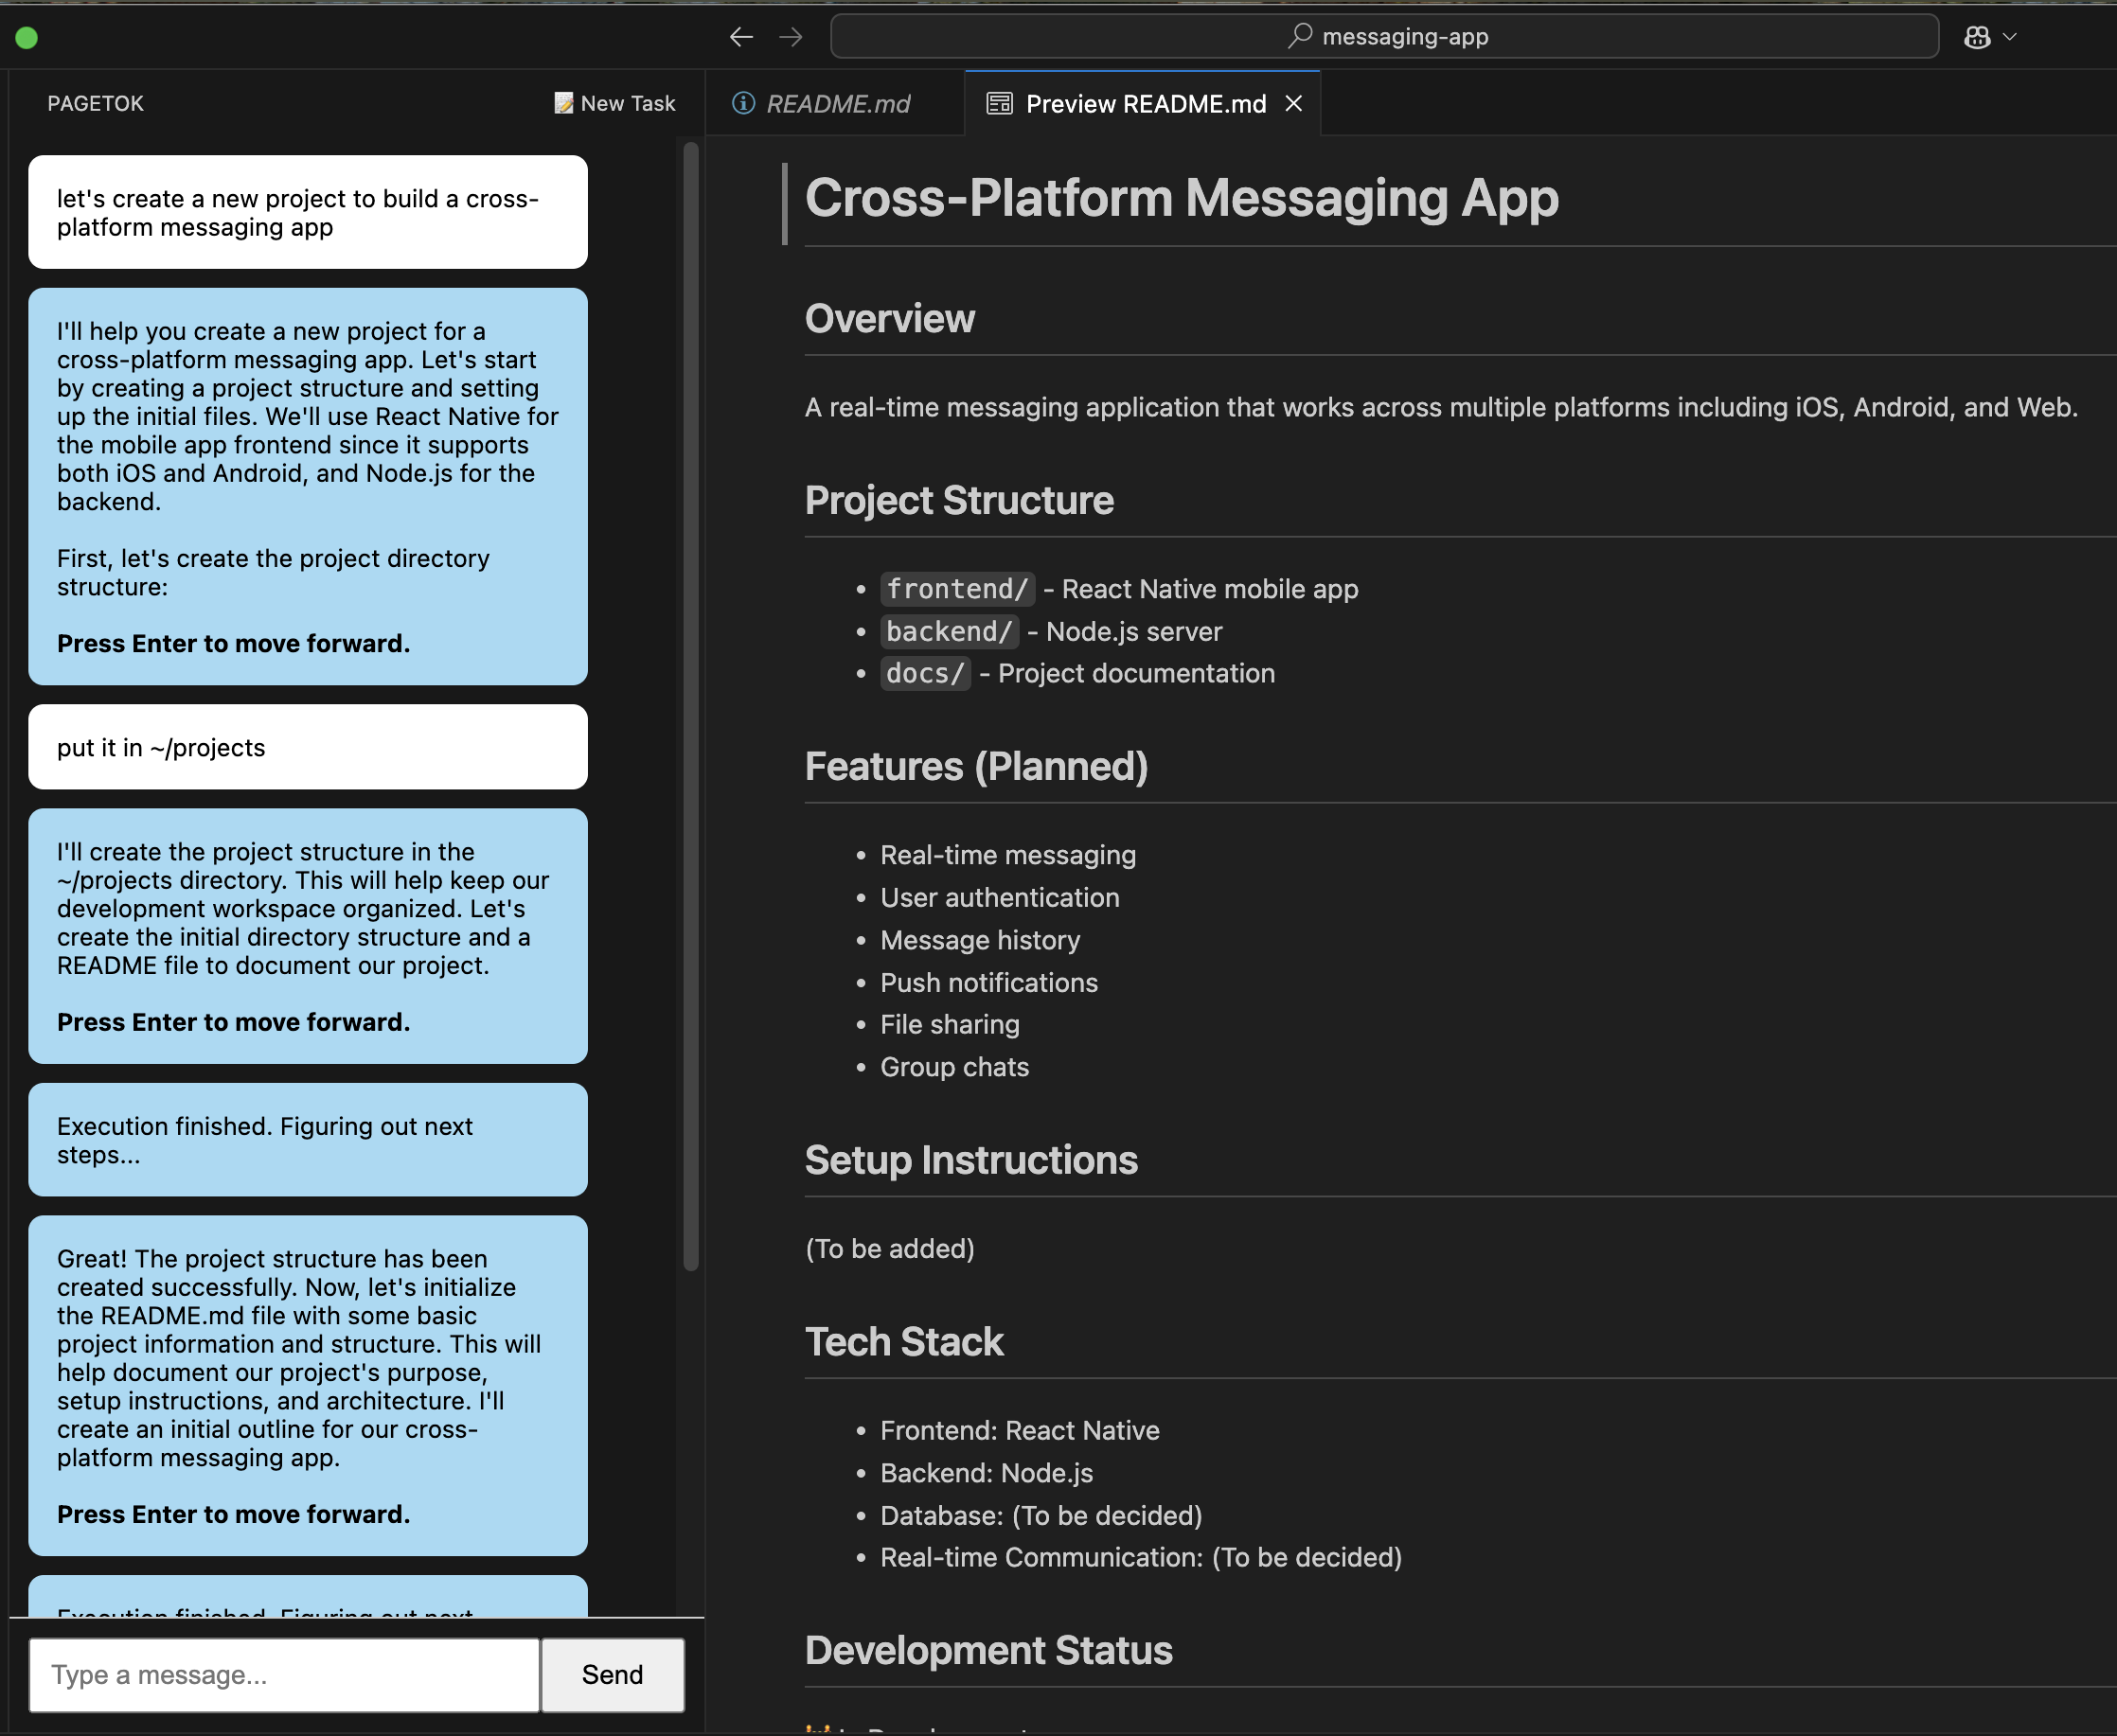 messaging-app
PAGETOK
📝 New Task
let's create a new project to build a cross-
platform messaging app
I'll help you create a new project for a
cross-platform messaging app. Let's start
by creating a project structure and setting
up the initial files. We'll use React Native for
the mobile app frontend since it supports
both iOS and Android, and Node.js for the
backend.
First, let's create the project directory
structure:
Press Enter to move forward.
put it in ~/projects
I'll create the project structure in the
~/projects directory. This will help keep our
development workspace organized. Let's
create the initial directory structure and a
README file to document our project.
Press Enter to move forward.
Execution finished. Figuring out next
steps...
Great! The project structure has been
created successfully. Now, let's initialize
the README.md file with some basic
project information and structure. This will
help document our project's purpose,
setup instructions, and architecture. I'll
create an initial outline for our cross-
platform messaging app.
Press Enter to move forward.
Execution finished. Figuring out next
Type a message...
Send
README.md
Preview README.md
Cross-Platform Messaging App
Overview
A real-time messaging application that works across multiple platforms including iOS, Android, and Web.
Project Structure
• frontend/ - React Native mobile app
• backend/ - Node.js server
• docs/ - Project documentation
Features (Planned)
• Real-time messaging
• User authentication
• Message history
• Push notifications
• File sharing
• Group chats
Setup Instructions
(To be added)
Tech Stack
• Frontend: React Native
• Backend: Node.js
• Database: (To be decided)
• Real-time Communication: (To be decided)
Development Status